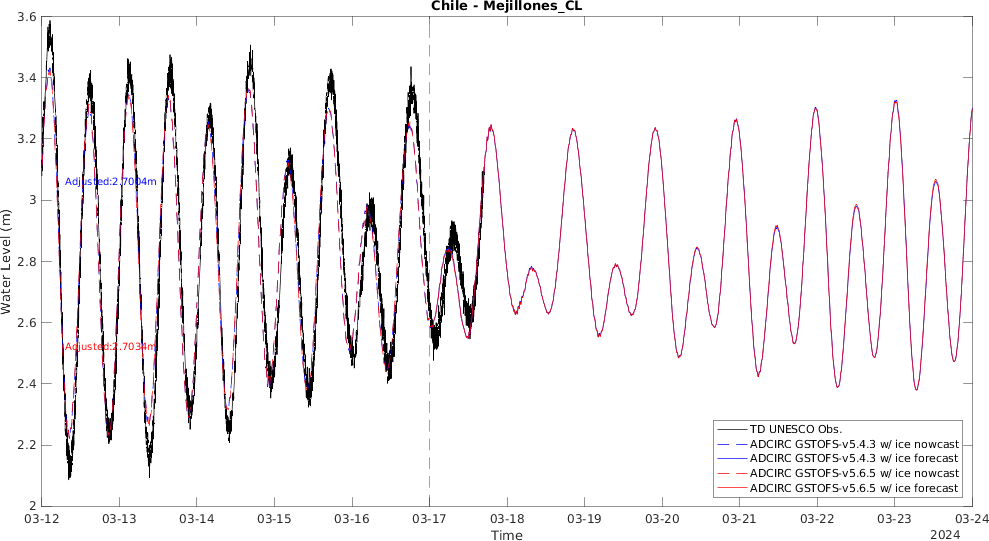 Chile - Mejillones_CL
3.6
3.4
3.2
3
2.8
2.6
2.4
2.2
2
Water Level (m)
Adjusted:2.7004m
Adjusted:2.7034m
TD UNESCO Obs.
ADCIRC GSTOFS-v5.4.3 w/ ice nowcast
ADCIRC GSTOFS-v5.4.3 w/ ice forecast
ADCIRC GSTOFS-v5.6.5 w/ ice nowcast
ADCIRC GSTOFS-v5.6.5 w/ ice forecast
03-12 03-13 03-14 03-15 03-16 03-17 03-18 03-19 03-20 03-21 03-22 03-23 03-24
Time
2024